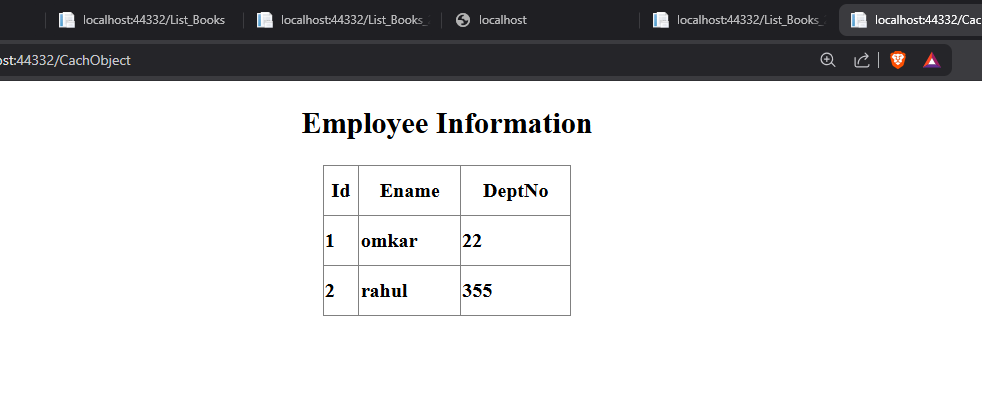 localhost:44332/List_Books localhost:44332/List_Books_ localhost localhost:44332/List_Books_ localhost:44332/Cac
ost:44332/CachObject
Employee Information
Id Ename DeptNo
1 omkar 22
2 rahul 355